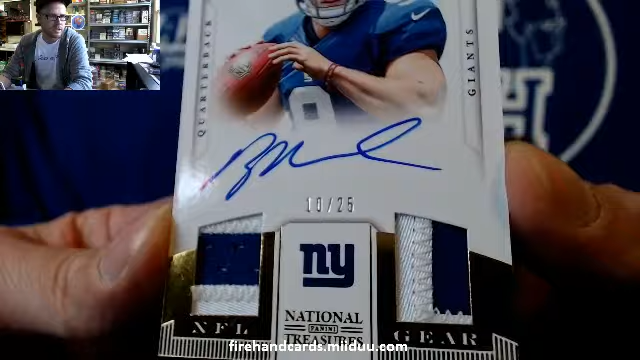 QUARTERBACK
GIANTS
10/25
ny
NATIONAL
PANINI
TREASURES
NFL GEAR
firehandcards.miiduu.com